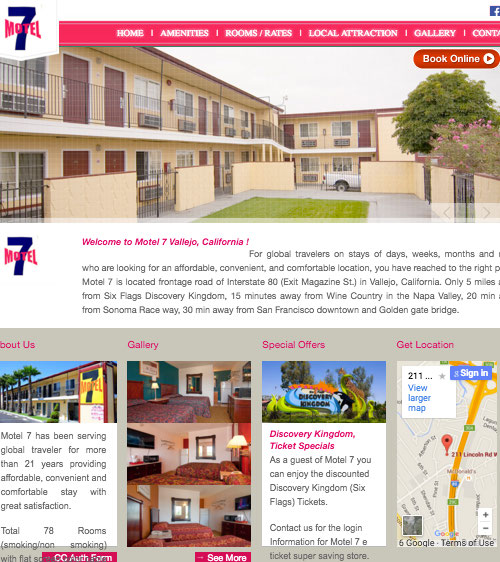 7
MOTEL
HOME | AMENITIES | ROOMS / RATES | LOCAL ATTRACTION | GALLERY | CONTA
Book Online
7
MOTEL
Welcome to Motel 7 Vallejo, California !
For global travelers on stays of days, weeks, months and
who are looking for an affordable, convenient, and comfortable location, you have reached to the right p
Motel 7 is located frontage road of Interstate 80 (Exit Magazine St.) in Vallejo, California. Only 5 miles
from Six Flags Discovery Kingdom, 15 minutes away from Wine Country in the Napa Valley, 20 min
from Sonoma Race way, 30 min away from San Francisco downtown and Golden gate bridge.
bout Us
Gallery
Special Offers
Get Location
MOTEL
7
DISCOVERY
KINGDOM
Motel 7 has been serving
global traveler for more
than 21 years providing
affordable, convenient and
comfortable stay with
great satisfaction.
Total 78 Rooms
(smoking/non smoking)
with flat
CC Auth Form
→ See More
Discovery Kingdom,
Ticket Specials
As a guest of Motel 7 you
can enjoy the discounted
Discovery Kingdom (Six
Flags) Tickets.
Contact us for the login
Information for Motel 7 e
ticket super saving store.
211 ...
View
larger
map
Sign in
211 Lincoln Rd W
McDonald's
Google
6 Google · Terms of Use